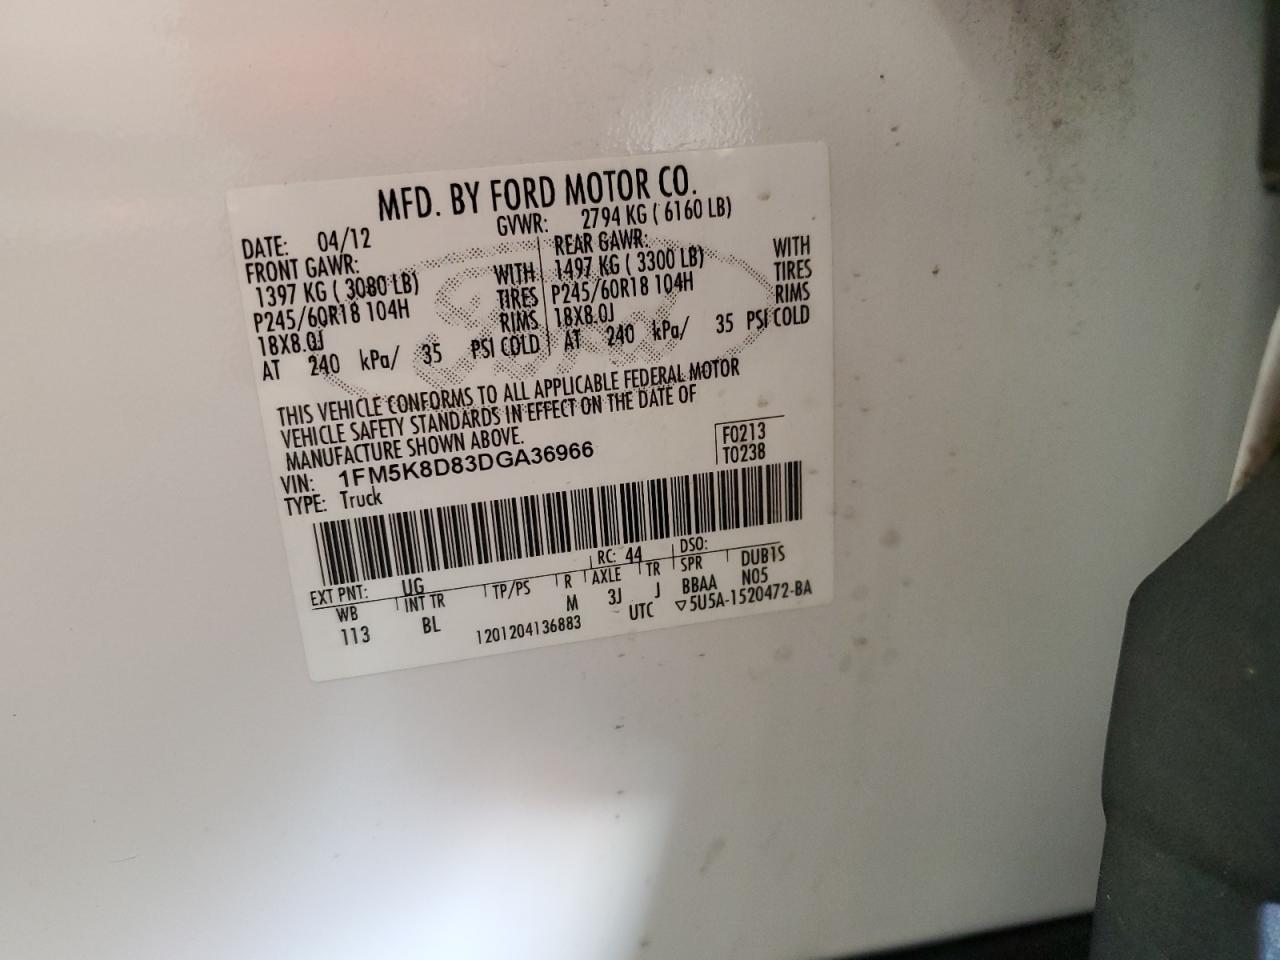 MFD. BY FORD MOTOR CO.
DATE: 04/12 GVWR: 2794 KG ( 6160 LB)
FRONT GAWR: REAR GAWR:
1397 KG ( 3080 LB) WITH 1497 KG ( 3300 LB) WITH
P245/60R18 104H TIRES P245/60R18 104H TIRES
18X8.0J RIMS 18X8.0J RIMS
AT 240 kPa/ 35 PSI COLD AT 240 kPa/ 35 PSI COLD
THIS VEHICLE CONFORMS TO ALL APPLICABLE FEDERAL MOTOR
VEHICLE SAFETY STANDARDS IN EFFECT ON THE DATE OF
MANUFACTURE SHOWN ABOVE.
VIN: 1FM5K8D83DGA36966 F0213
TYPE: Truck T0238
EXT PNT: UG RC: 44 DSO:
WB INT TR TP/PS R AXLE TR SPR DUB1S
113 BL M 3J J BBAA N05
1201204136883 UTC ▽5U5A-1520472-BA